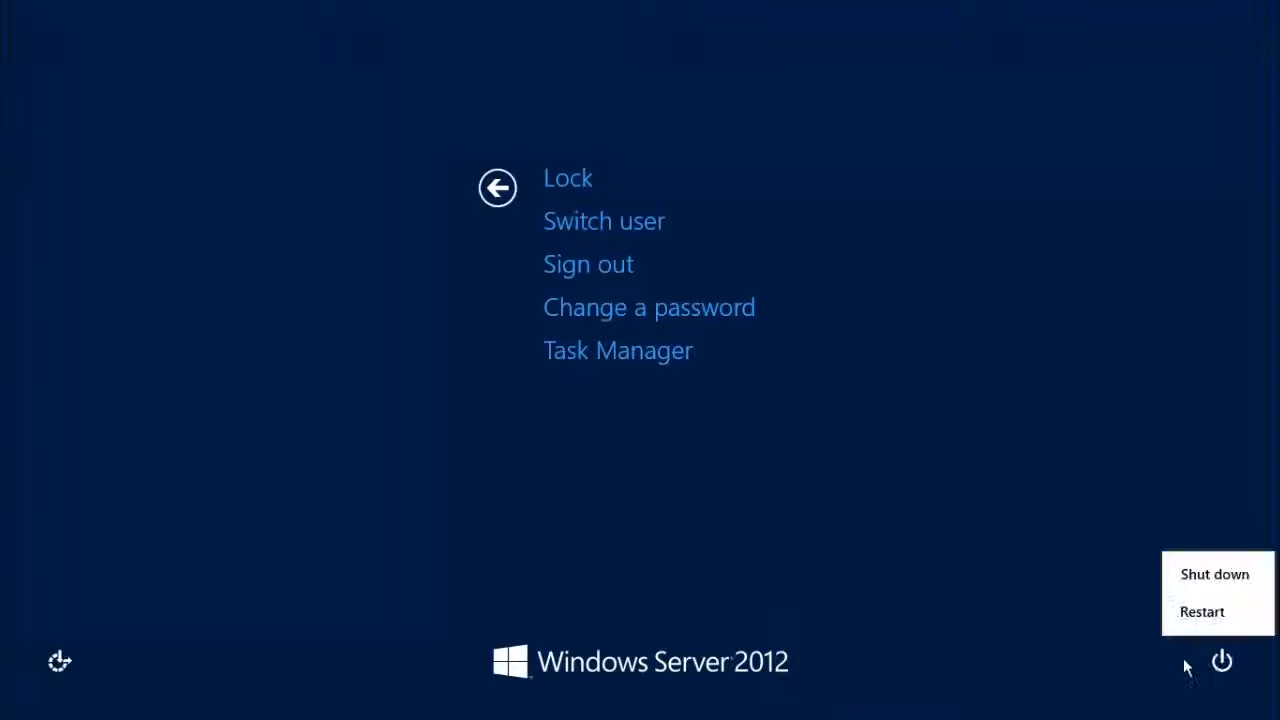 Lock
Switch user
Sign out
Change a password
Task Manager
Shut down
Restart
Windows Server 2012